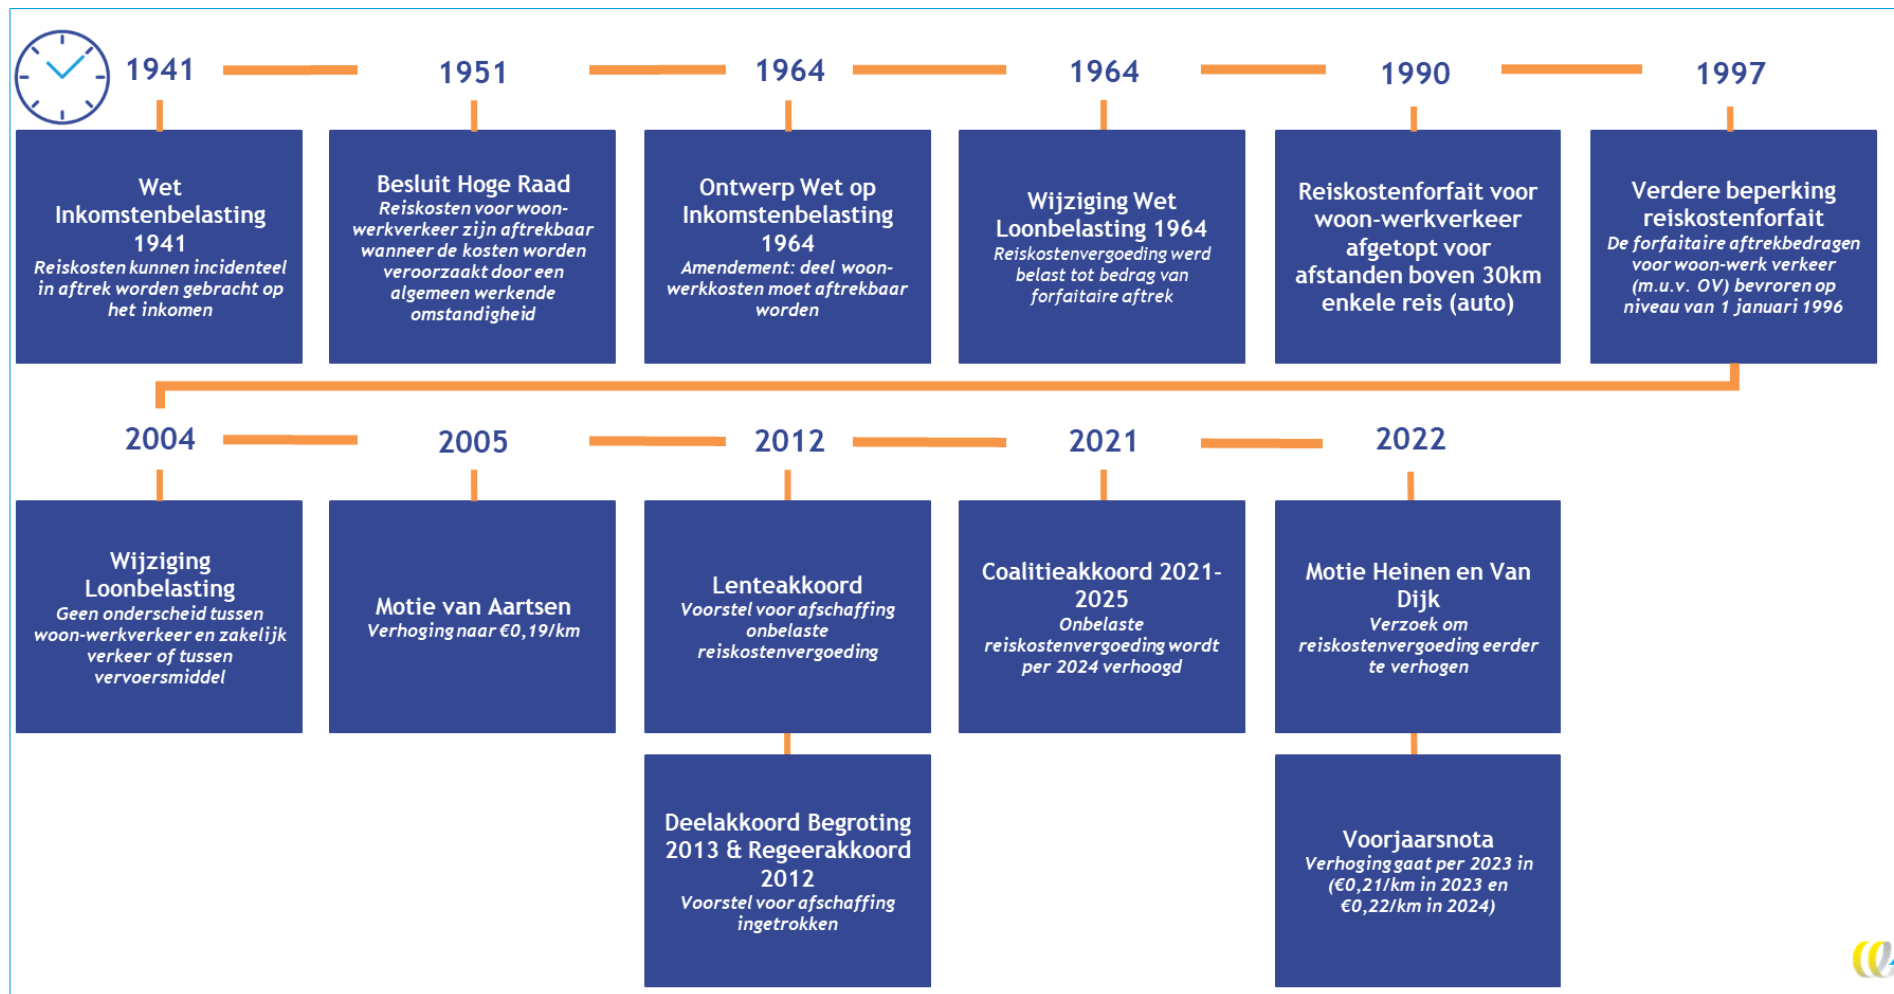 1941
1951
1964
1964
1990
1997
Wet
Inkomstenbelasting
1941
Reiskosten kunnen incidenteel
in aftrek worden gebracht op
het inkomen
Besluit Hoge Raad
Reiskosten voor woon-
werkverkeer zijn aftrekbaar
wanneer de kosten worden
veroorzaakt door een
algemeen werkende
omstandigheid
Ontwerp Wet op
Inkomstenbelasting
1964
Amendement: deel woon-
werkkosten moet aftrekbaar
worden
Wijziging Wet
Loonbelasting 1964
Reiskostenvergoeding werd
belast tot bedrag van
forfaitaire aftrek
Reiskostenforfait voor
woon-werkverkeer
afgetopt voor
afstanden boven 30km
enkele reis (auto)
Verdere beperking
reiskostenforfait
De forfaitaire aftrekbedragen
voor woon-werk verkeer
(m.u.v. OV) bevroren op
niveau van 1 januari 1996
2004
2005
2012
2021
2022
Wijziging
Loonbelasting
Geen onderscheid tussen
woon-werkverkeer en zakelijk
verkeer of tussen
vervoersmiddel
Motie van Aartsen
Verhoging naar €0,19/km
Lenteakkoord
Voorstel voor afschaffing
onbelaste
reiskostenvergoeding
Coalitieakkoord 2021-
2025
Onbelaste
reiskostenvergoeding wordt
per 2024 verhoogd
Motie Heinen en Van
Dijk
Verzoek om
reiskostenvergoeding eerder
te verhogen
Deelakkoord Begroting
2013 & Regeerakkoord
2012
Voorstel voor afschaffing
ingetrokken
Voorjaarsnota
Verhoging gaat per 2023 in
(€0,21/km in 2023 en
€0,22/km in 2024)